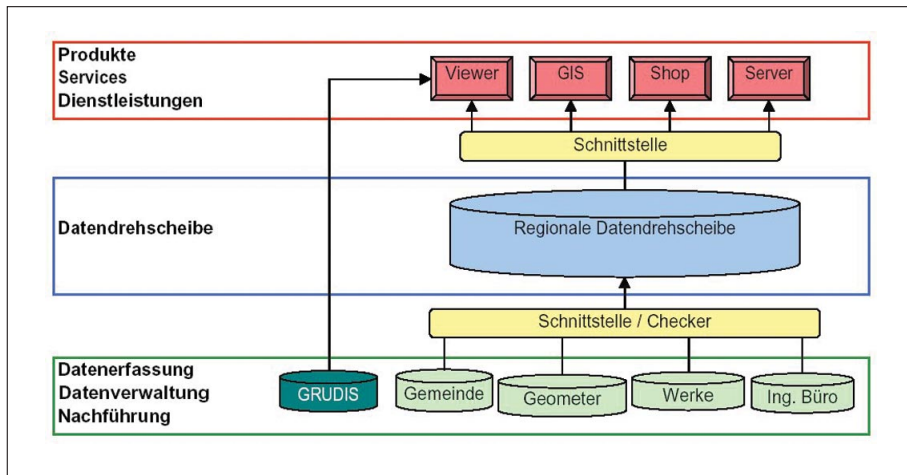 Produkte
Services
Dienstleistungen
Viewer
GIS
Shop
Server
Schnittstelle
Datendrehscheibe
Regionale Datendrehscheibe
Schnittstelle / Checker
Datenerfassung
Datenverwaltung
Nachführung
GRUDIS
Gemeinde
Geometer
Werke
Ing. Büro